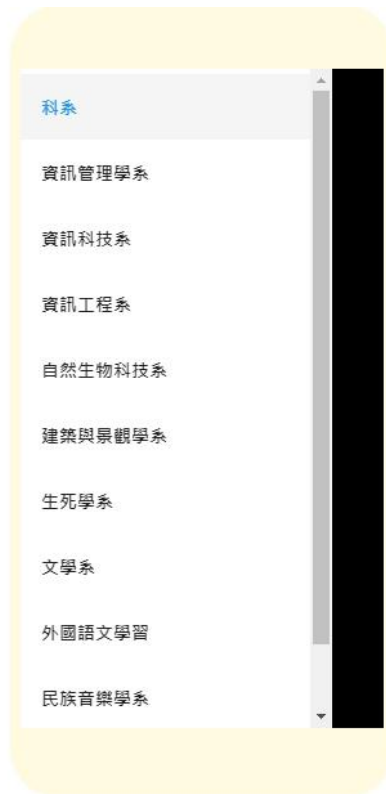 科系
資訊管理學系
資訊科技系
資訊工程系
自然生物科技系
建築與景觀學系
生死學系
文學系
外國語文學習
民族音樂學系